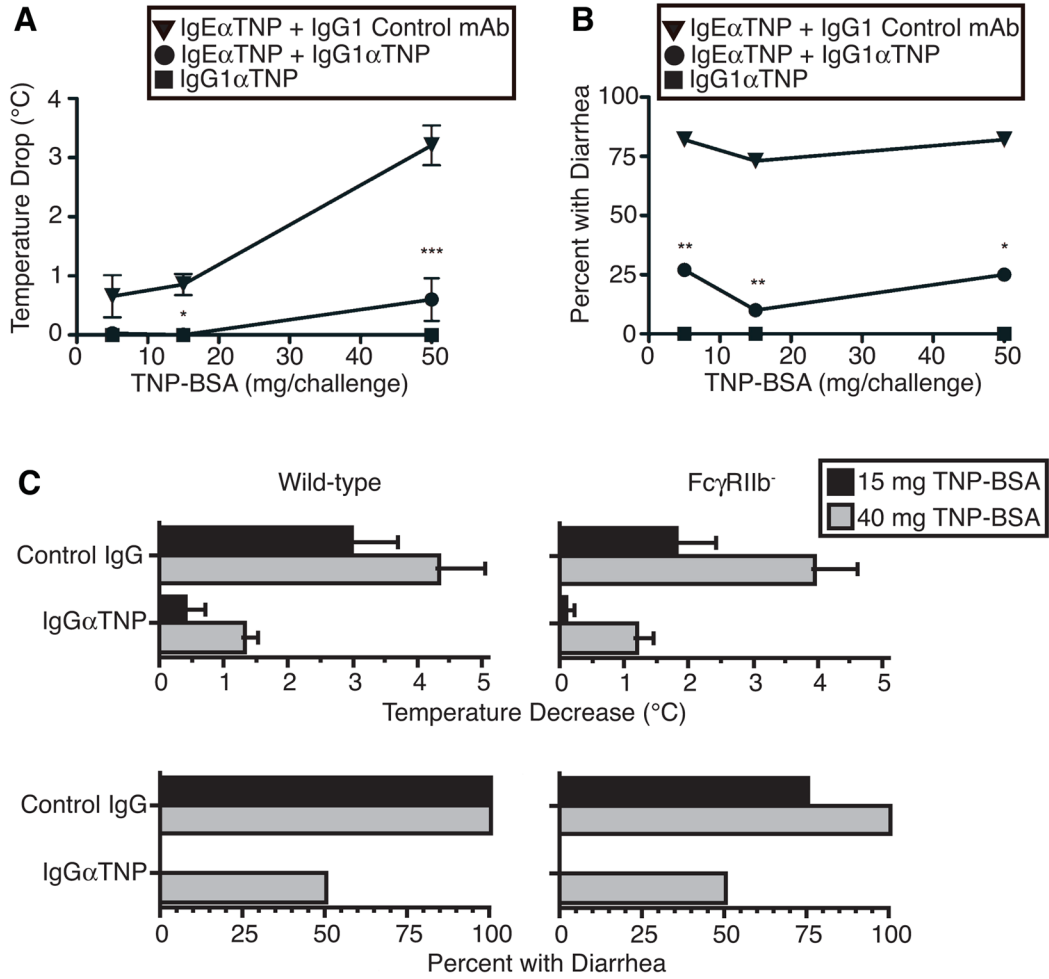 A
IgEαTNP + IgG1 Control mAb
IgEαTNP + IgG1αTNP
IgG1αTNP
Temperature Drop (°C)
4
3
2
1
0
*
***
0 10 20 30 40 50
TNP-BSA (mg/challenge)
B
IgEαTNP + IgG1 Control mAb
IgEαTNP + IgG1αTNP
IgG1αTNP
Percent with Diarrhea
100
75
50
25
0
**
**
*
0 10 20 30 40 50
TNP-BSA (mg/challenge)
C
Wild-type
FcγRIIb-
15 mg TNP-BSA
40 mg TNP-BSA
Control IgG
IgGαTNP
0 1 2 3 4 5
0 1 2 3 4 5
Temperature Decrease (°C)
Control IgG
IgGαTNP
0 25 50 75 100
0 25 50 75 100
Percent with Diarrhea